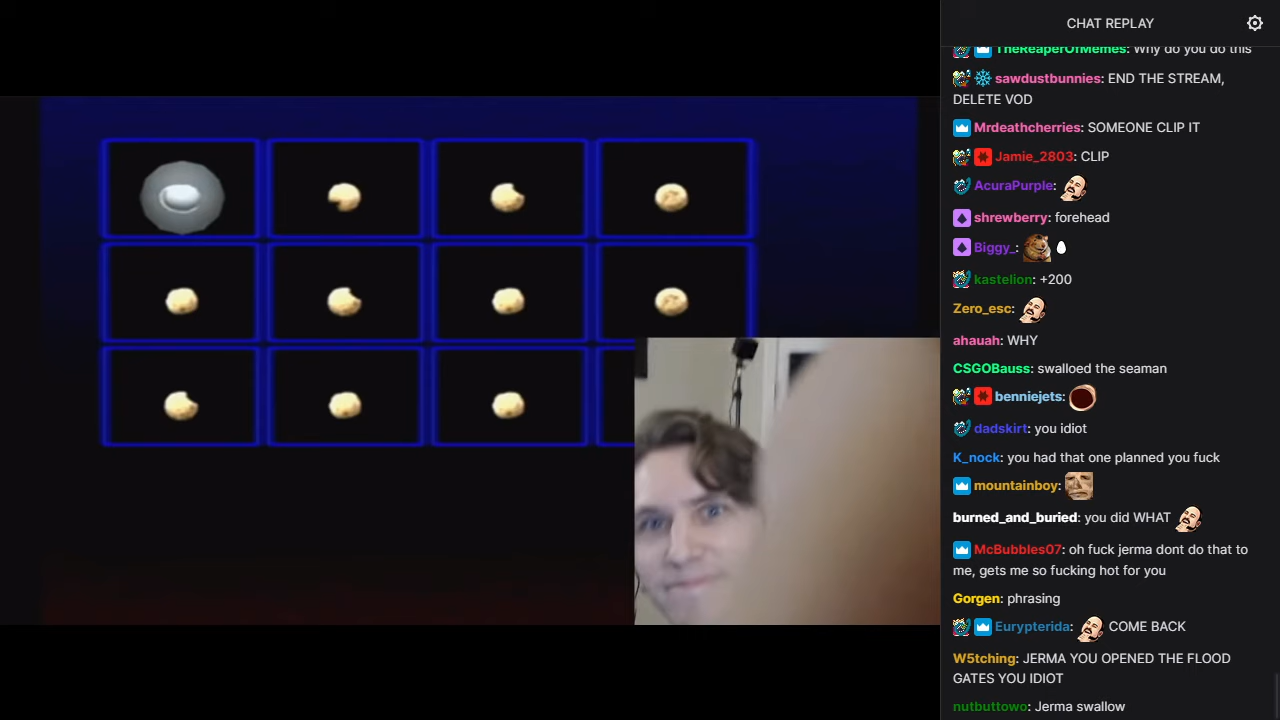 CHAT REPLAY
TheReaperOfMemes: Why do you do this
sawdustbunnies: END THE STREAM,
DELETE VOD
Mrdeathcherries: SOMEONE CLIP IT
Jamie_2803: CLIP
AcuraPurple:
shrewberry: forehead
Biggy_:
kastelion: +200
Zero_esc:
ahauah: WHY
CSGOBauss: swalloed the seaman
benniejets:
dadskirt: you idiot
K_nock: you had that one planned you fuck
mountainboy:
burned_and_buried: you did WHAT
McBubbles07: oh fuck jerma dont do that to
me, gets me so fucking hot for you
Gorgen: phrasing
Eurypterida: COME BACK
W5tching: JERMA YOU OPENED THE FLOOD
GATES YOU IDIOT
nutbuttowo: Jerma swallow